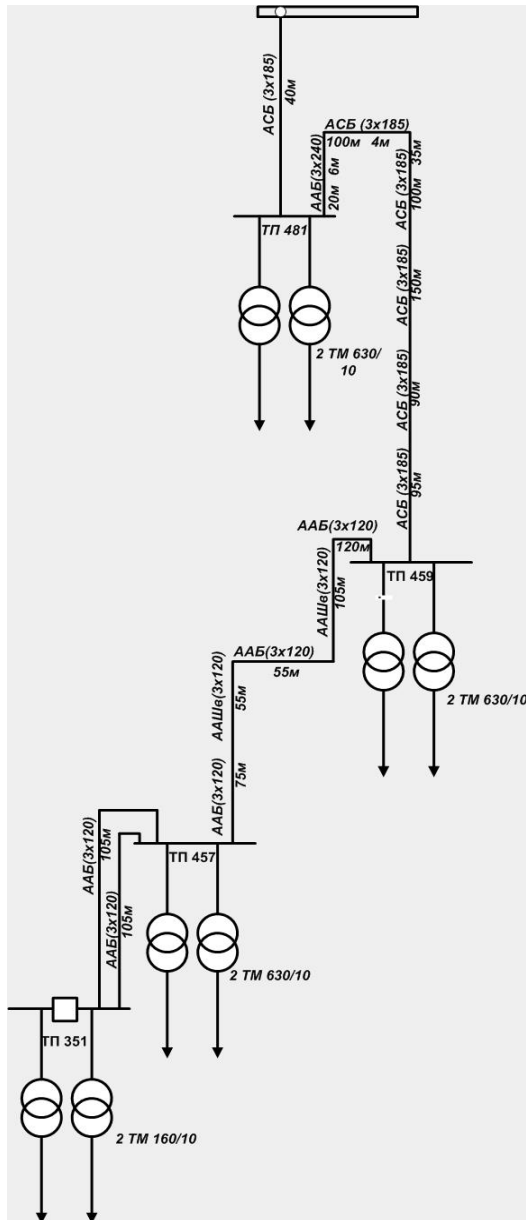 АСБ (3х185)
40м
АСБ (3х185)
100м 4м
ААБ(3х240)
20м 6м
АСБ (3х185)
100м 35м
АСБ (3х185)
150м
АСБ (3х185)
90м
АСБ (3х185)
95м
ТП 481
2 ТМ 630/
10
ААБ(3х120)
120м
ААШв(3х120)
105м
ТП 459
2 ТМ 630/10
ААБ(3х120)
55м
ААШв(3х120)
55м
ААБ(3х120)
75м
ТП 457
2 ТМ 630/10
ААБ(3х120)
105м
ААБ(3х120)
105м
ТП 351
2 ТМ 160/10